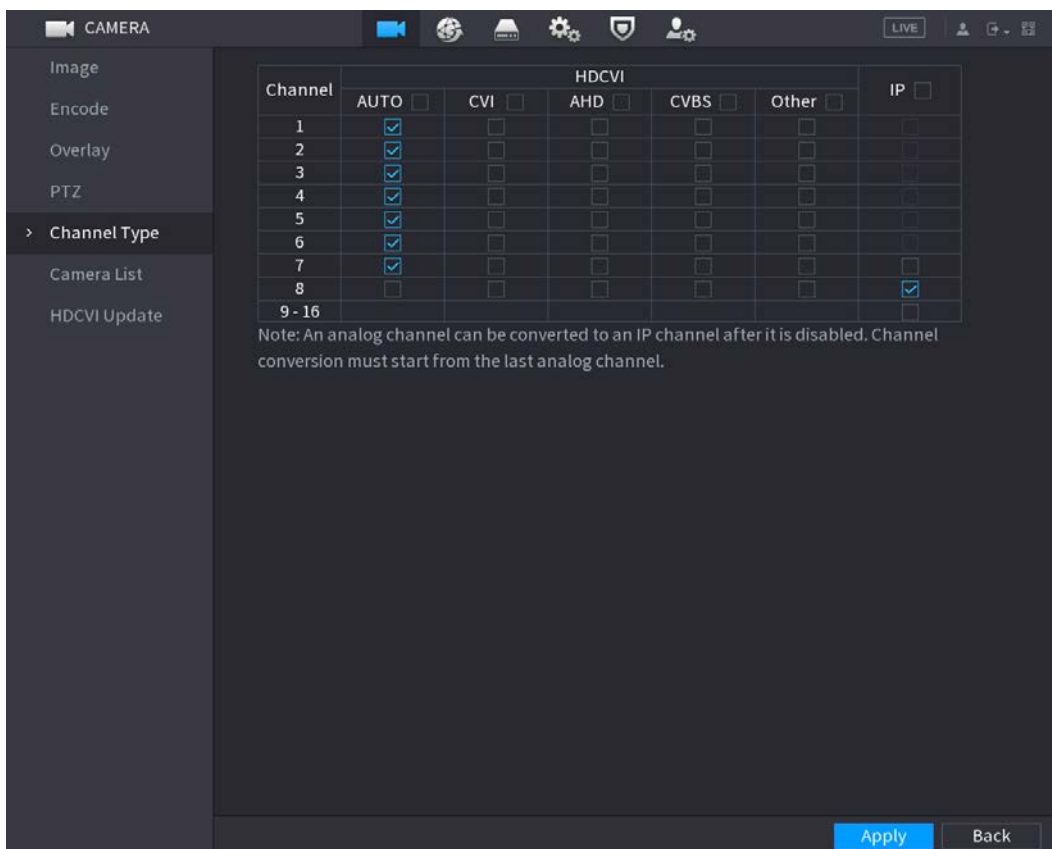 CAMERA
LIVE
Image
Encode
Overlay
PTZ
> Channel Type
Camera List
HDCVI Update
Channel HDCVI IP
AUTO CVI AHD CVBS Other
1
2
3
4
5
6
7
8
9 - 16
Note: An analog channel can be converted to an IP channel after it is disabled. Channel
conversion must start from the last analog channel.
Apply Back